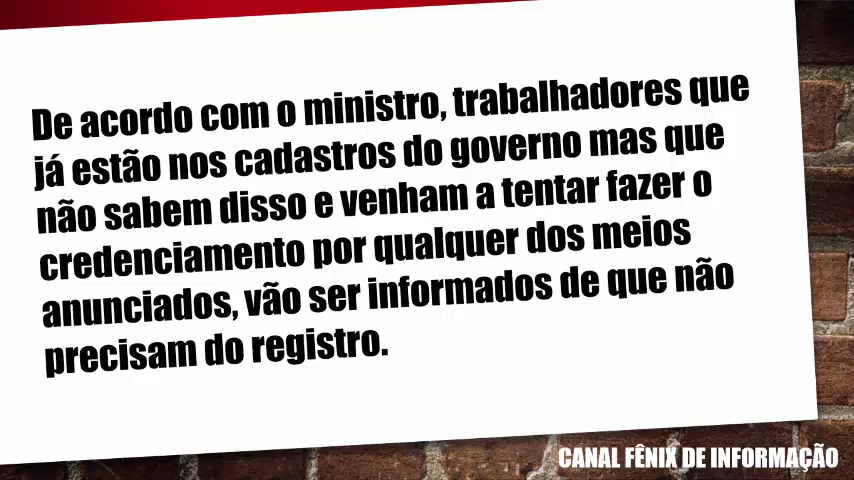 De acordo com o ministro, trabalhadores que
já estão nos cadastros do governo mas que
não sabem disso e venham a tentar fazer o
credenciamento por qualquer dos meios
anunciados, vão ser informados de que não
precisam do registro.
CANAL FÊNIX DE INFORMAÇÃO